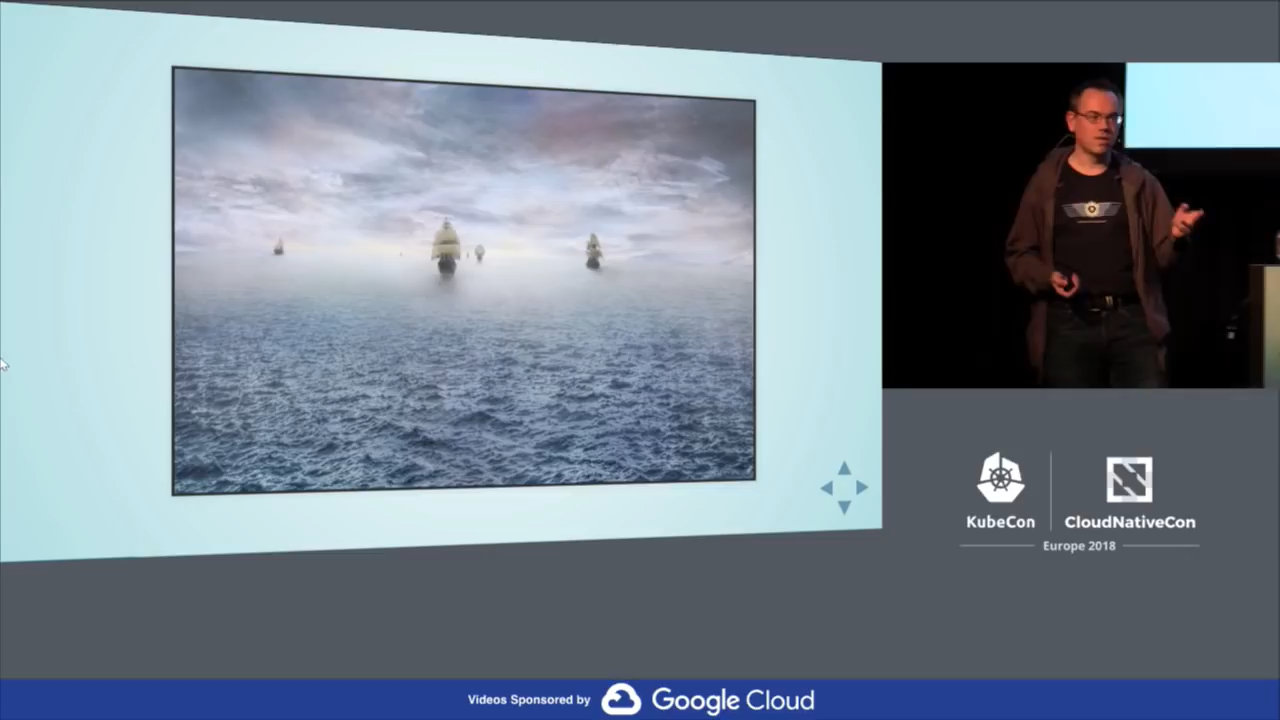 KubeCon
CloudNativeCon
Europe 2018
Videos Sponsored by
Google Cloud